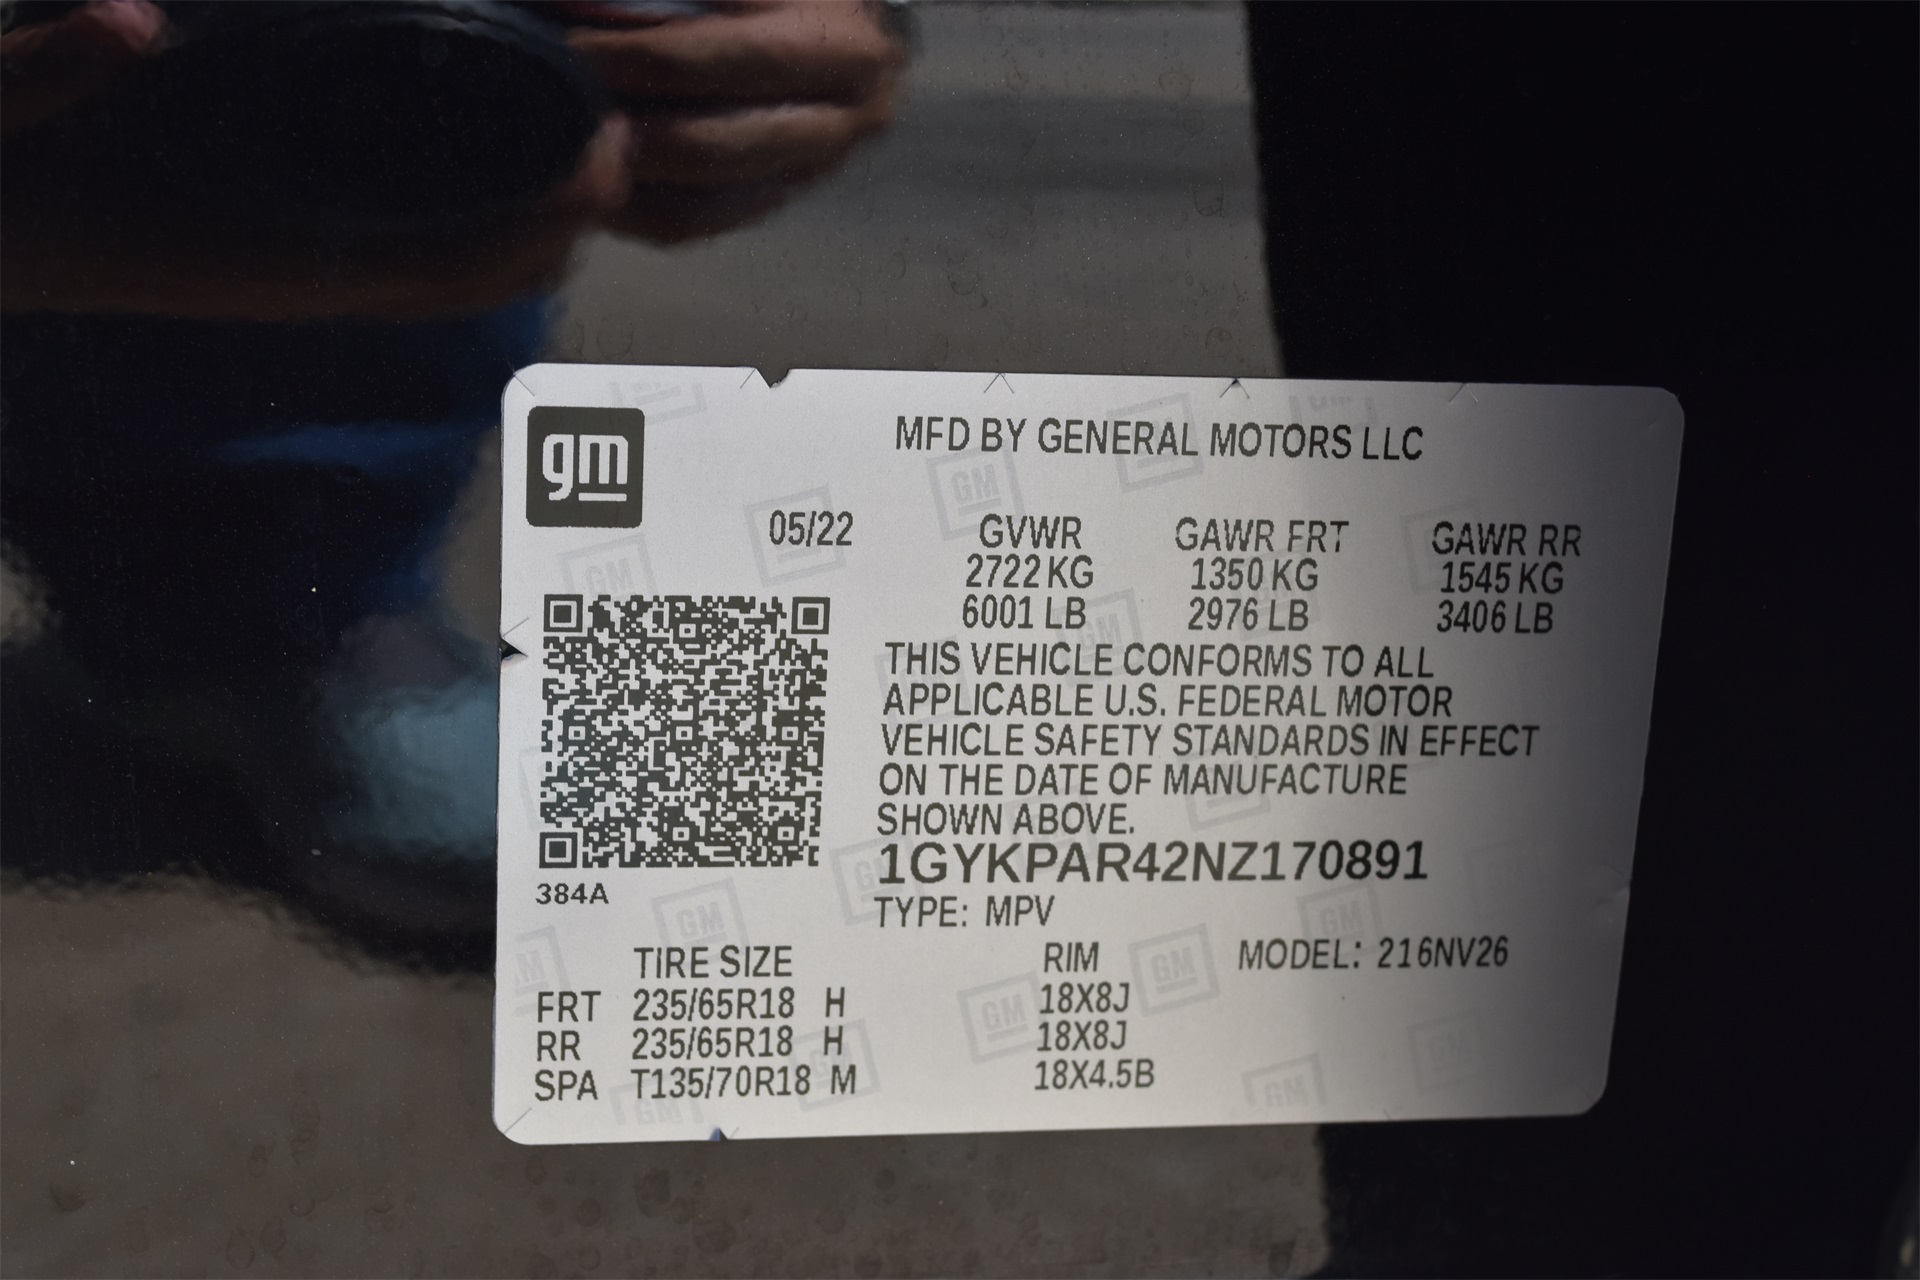 gm
MFD BY GENERAL MOTORS LLC
05/22 GVWR GAWR FRT GAWR RR
2722 KG 1350 KG 1545 KG
6001 LB 2976 LB 3406 LB
THIS VEHICLE CONFORMS TO ALL
APPLICABLE U.S. FEDERAL MOTOR
VEHICLE SAFETY STANDARDS IN EFFECT
ON THE DATE OF MANUFACTURE
SHOWN ABOVE.
1GYKPAR42NZ170891
384A
TYPE: MPV
TIRE SIZE RIM MODEL: 216NV26
FRT 235/65R18 H 18X8J
RR 235/65R18 H 18X8J
SPA T135/70R18 M 18X4.5B